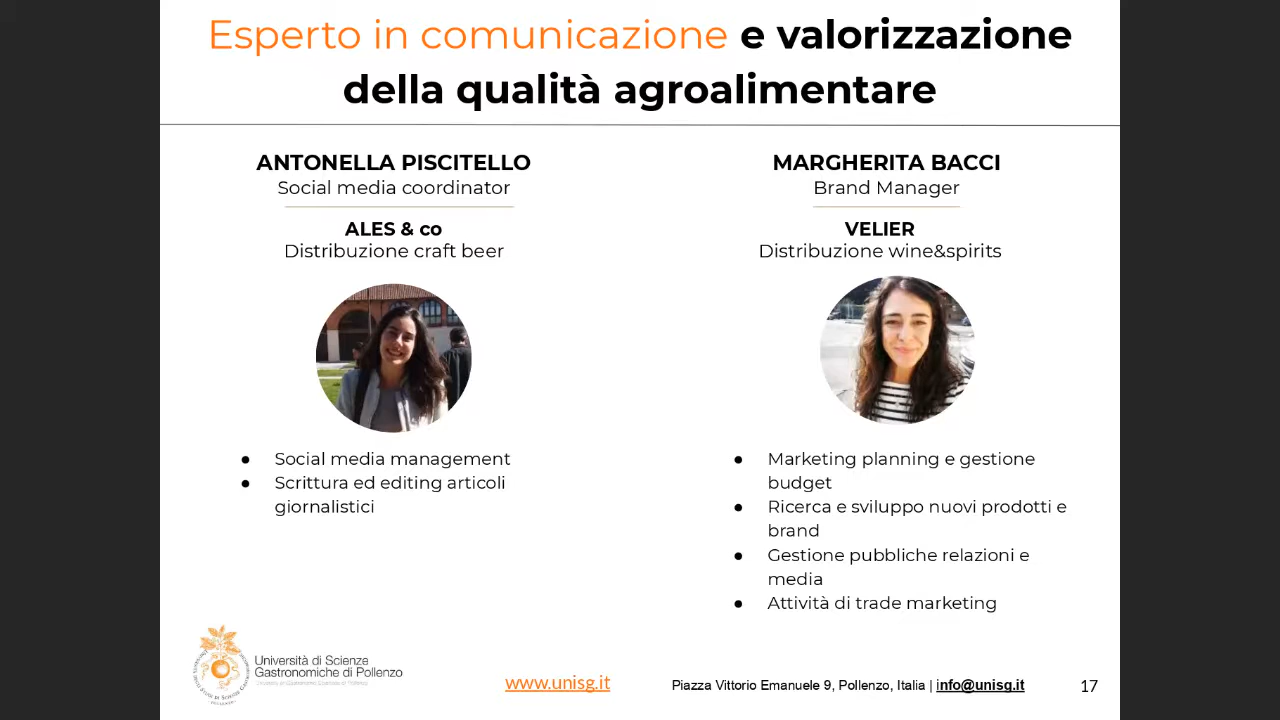 Esperto in comunicazione e valorizzazione
della qualità agroalimentare
ANTONELLA PISCITELLO
Social media coordinator
ALES & co
Distribuzione craft beer
● Social media management
● Scrittura ed editing articoli
giornalistici
MARGHERITA BACCI
Brand Manager
VELIER
Distribuzione wine&spirits
● Marketing planning e gestione
budget
● Ricerca e sviluppo nuovi prodotti e
brand
● Gestione pubbliche relazioni e
media
● Attività di trade marketing
Università di Scienze
Gastronomiche di Pollenzo
www.unisg.it
Piazza Vittorio Emanuele 9, Pollenzo, Italia | info@unisg.it
17